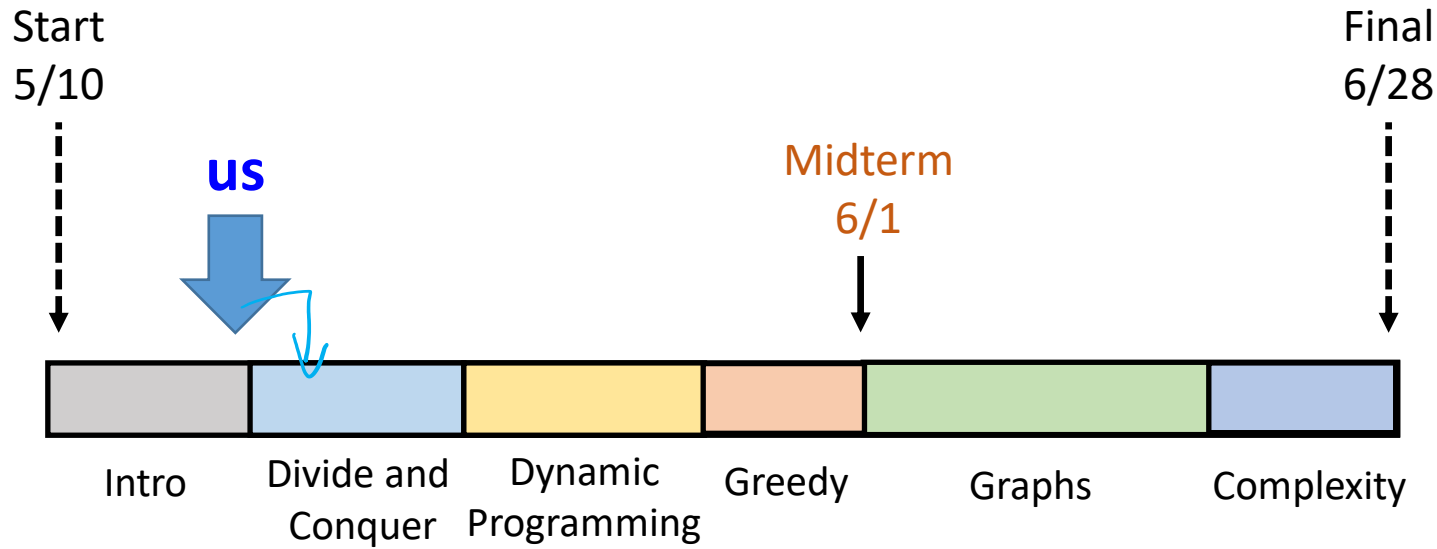 Start
5/10
Final
6/28
us
Midterm
6/1
Intro
Divide and
Conquer
Dynamic
Programming
Greedy
Graphs
Complexity